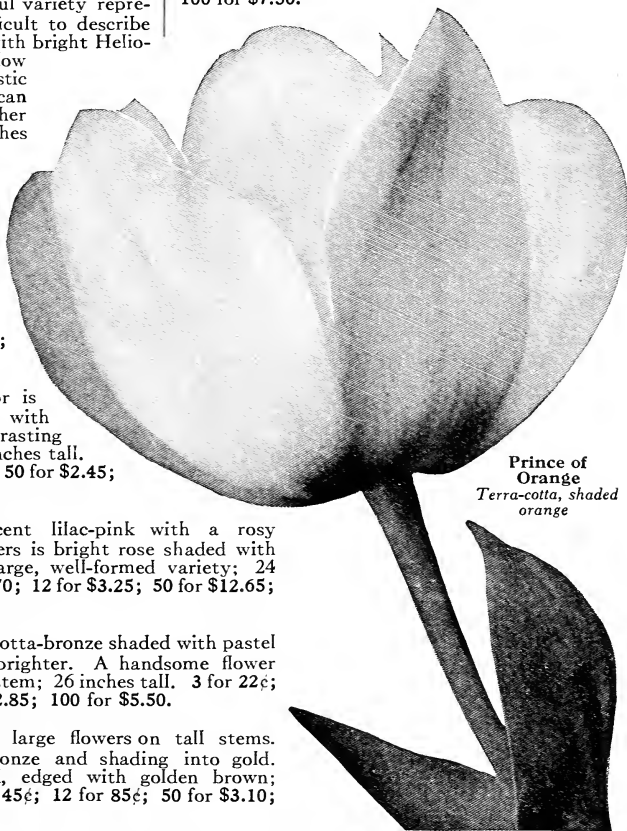 ul variety repre-
icult to describe
ith bright Helio-
ow
stic
can
her
hes
100 for $7.50.
;
or is
with
rasting
nches tall.
50 for $2.45;
cent lilac-pink with a rosy
ers is bright rose shaded with
arge, well-formed variety; 24
70; 12 for $3.25; 50 for $12.65;
otta-bronze shaded with pastel
brighter. A handsome flower
stem; 26 inches tall. 3 for 22¢;
2.85; 100 for $5.50.
large flowers on tall stems.
onze and shading into gold.
, edged with golden brown;
45¢; 12 for 85¢; 50 for $3.10;
Prince of
Orange
Terra-cotta, shaded
orange